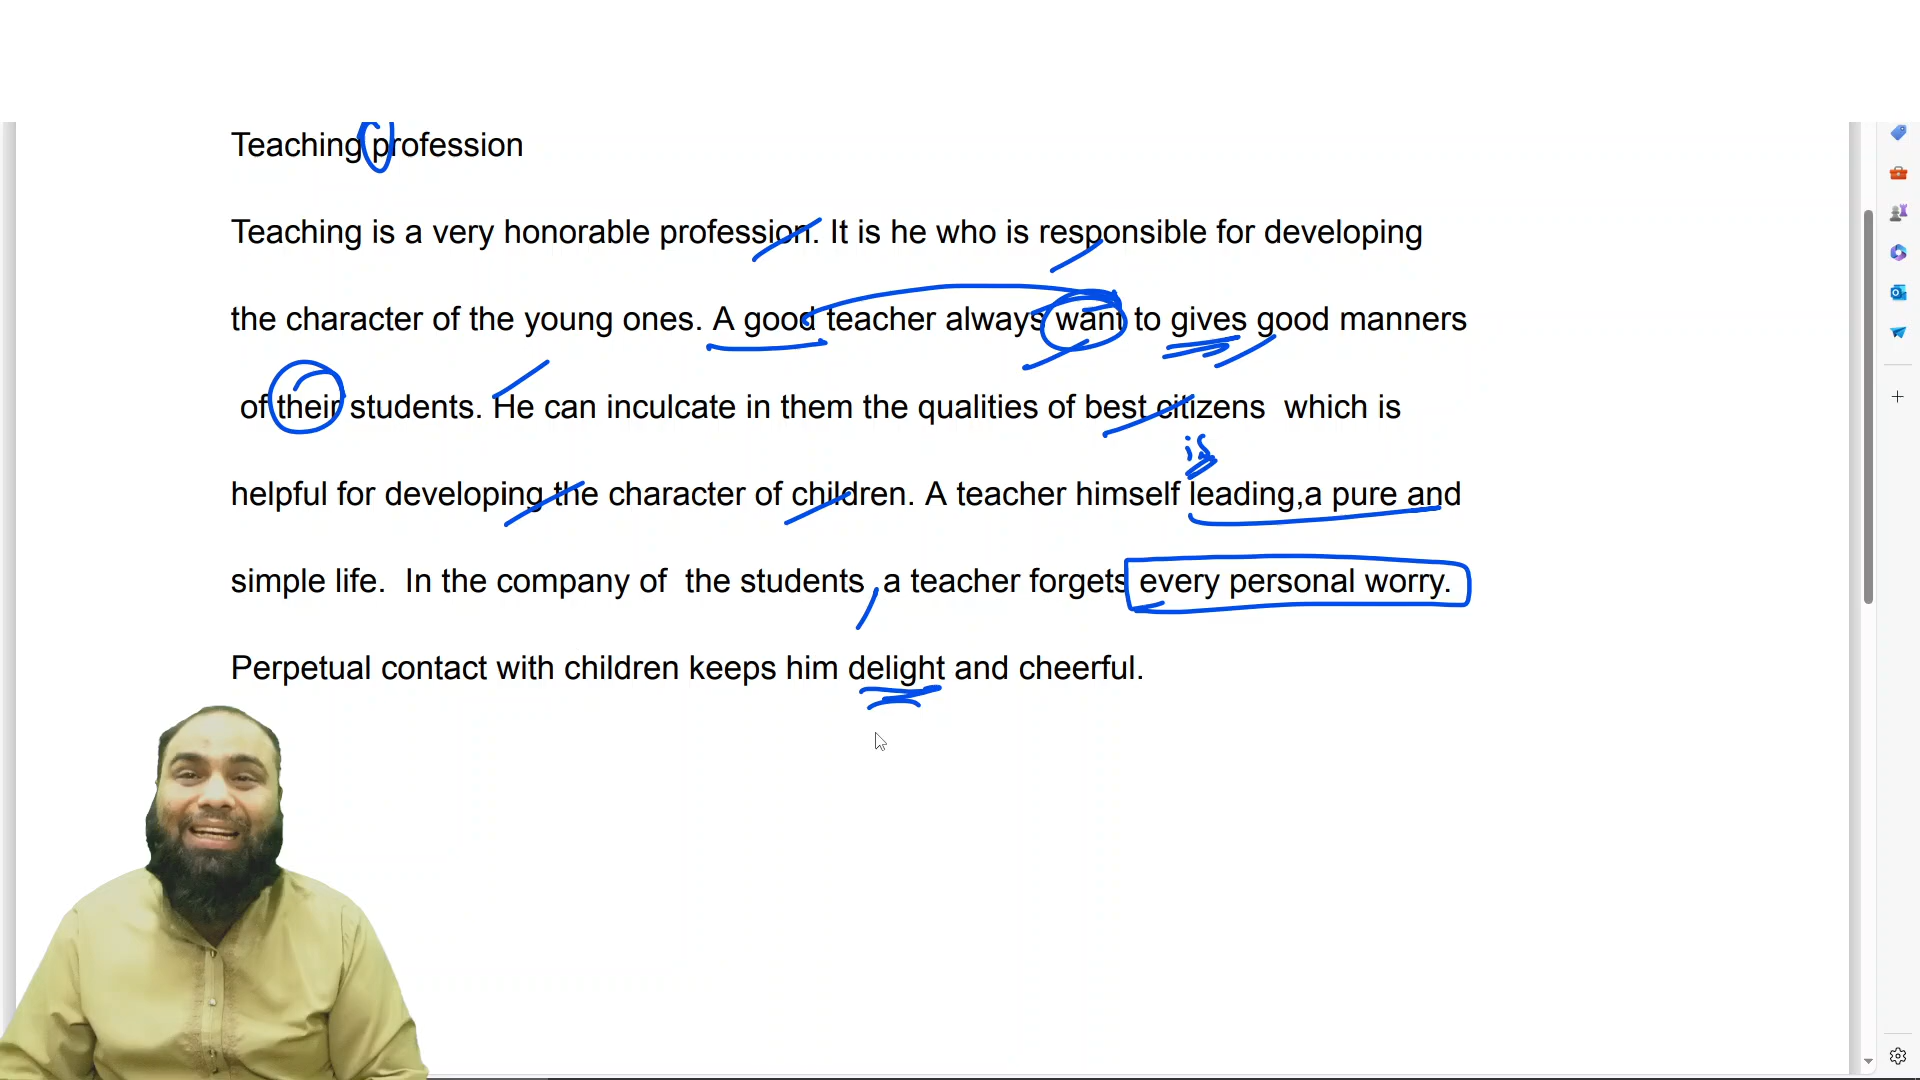 Teaching profession
Teaching is a very honorable profession. It is he who is responsible for developing
the character of the young ones. A good teacher always want to gives good manners
of their students. He can inculcate in them the qualities of best citizens which is
is
helpful for developing the character of children. A teacher himself leading,a pure and
simple life. In the company of the students , a teacher forgets every personal worry.
Perpetual contact with children keeps him delight and cheerful.